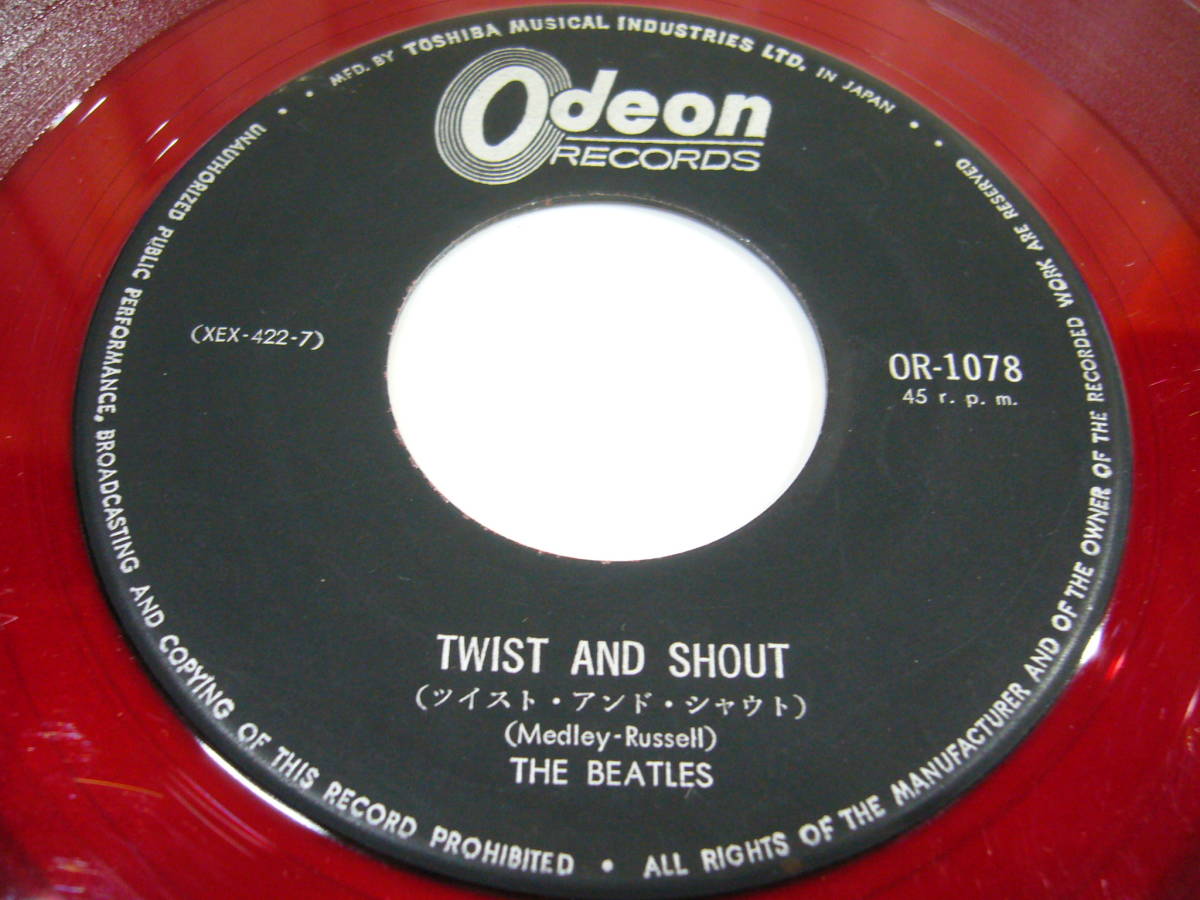 • MFD. BY TOSHIBA MUSICAL INDUSTRIES LTD. IN JAPAN •
Odeon
RECORDS
(XEX-422-7)
OR-1078
45 r. p. m.
TWIST AND SHOUT
(ツイスト・アンド・シャウト)
(Medley-Russell)
THE BEATLES
• UNAUTHORIZED PUBLIC PERFORMANCE, BROADCASTING AND COPYING OF THIS RECORD PROHIBITED • ALL RIGHTS OF THE MANUFACTURER AND OF THE OWNER OF THE RECORDED WORK ARE RESERVED •